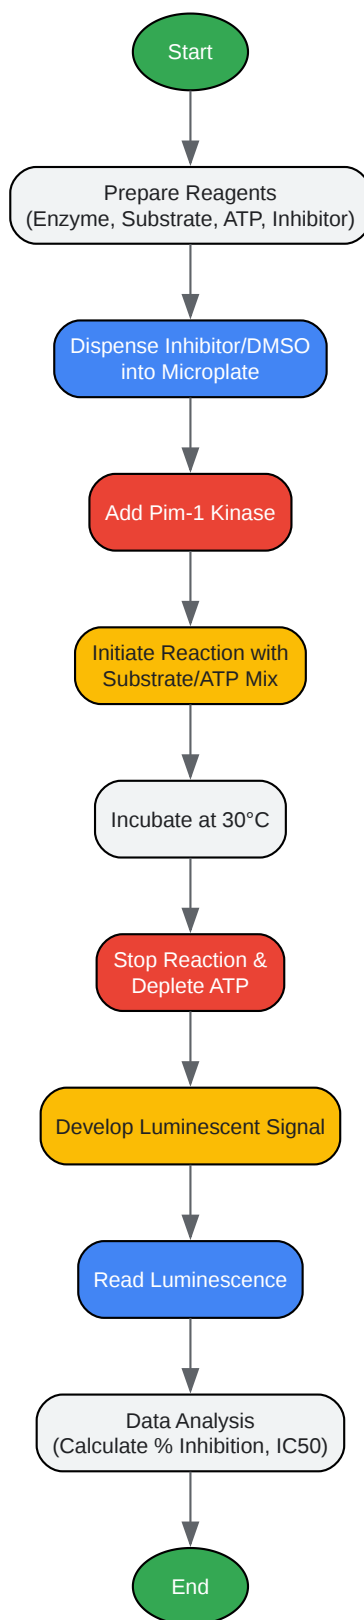 Start
Prepare Reagents
(Enzyme, Substrate, ATP, Inhibitor)
Dispense Inhibitor/DMSO
into Microplate
Add Pim-1 Kinase
Initiate Reaction with
Substrate/ATP Mix
Incubate at 30°C
Stop Reaction &
Deplete ATP
Develop Luminescent Signal
Read Luminescence
Data Analysis
(Calculate % Inhibition, IC50)
End